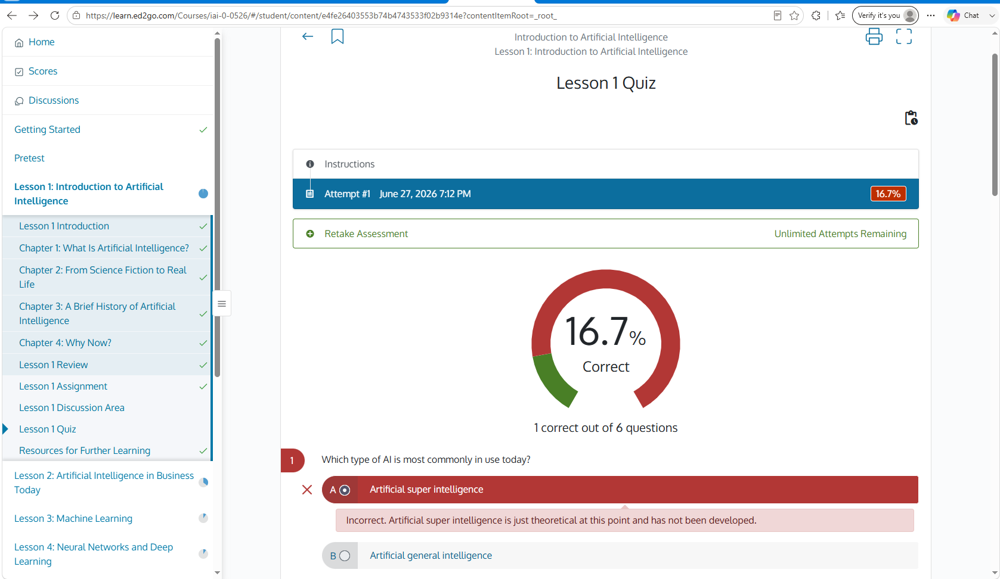 https://learn.ed2go.com/Courses/iai-0-0526/#/student/content/e4fe26403553b74b4743533f02b9314e?contentItemRoot=_root_
Verify it's you
Chat
Home
Scores
Discussions
Getting Started
Pretest
Lesson 1: Introduction to Artificial
Intelligence
Lesson 1 Introduction
Chapter 1: What Is Artificial Intelligence?
Chapter 2: From Science Fiction to Real
Life
Chapter 3: A Brief History of Artificial
Intelligence
Chapter 4: Why Now?
Lesson 1 Review
Lesson 1 Assignment
Lesson 1 Discussion Area
Lesson 1 Quiz
Resources for Further Learning
Lesson 2: Artificial Intelligence in Business
Today
Lesson 3: Machine Learning
Lesson 4: Neural Networks and Deep
Learning
Introduction to Artificial Intelligence
Lesson 1: Introduction to Artificial Intelligence
Lesson 1 Quiz
Instructions
Attempt #1 June 27, 2026 7:12 PM 16.7%
Retake Assessment Unlimited Attempts Remaining
16.7%
Correct
1 correct out of 6 questions
1 Which type of AI is most commonly in use today?
A Artificial super intelligence
Incorrect. Artificial super intelligence is just theoretical at this point and has not been developed.
B Artificial general intelligence